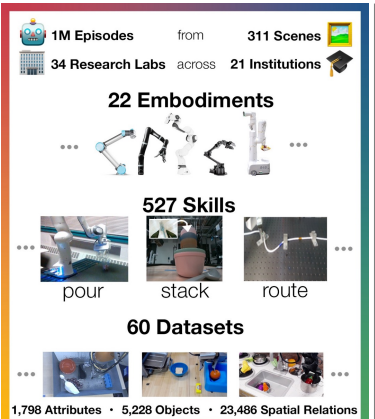 1M Episodes from 311 Scenes
34 Research Labs across 21 Institutions
22 Embodiments
527 Skills
pour stack route
60 Datasets
1,798 Attributes • 5,228 Objects • 23,486 Spatial Relations